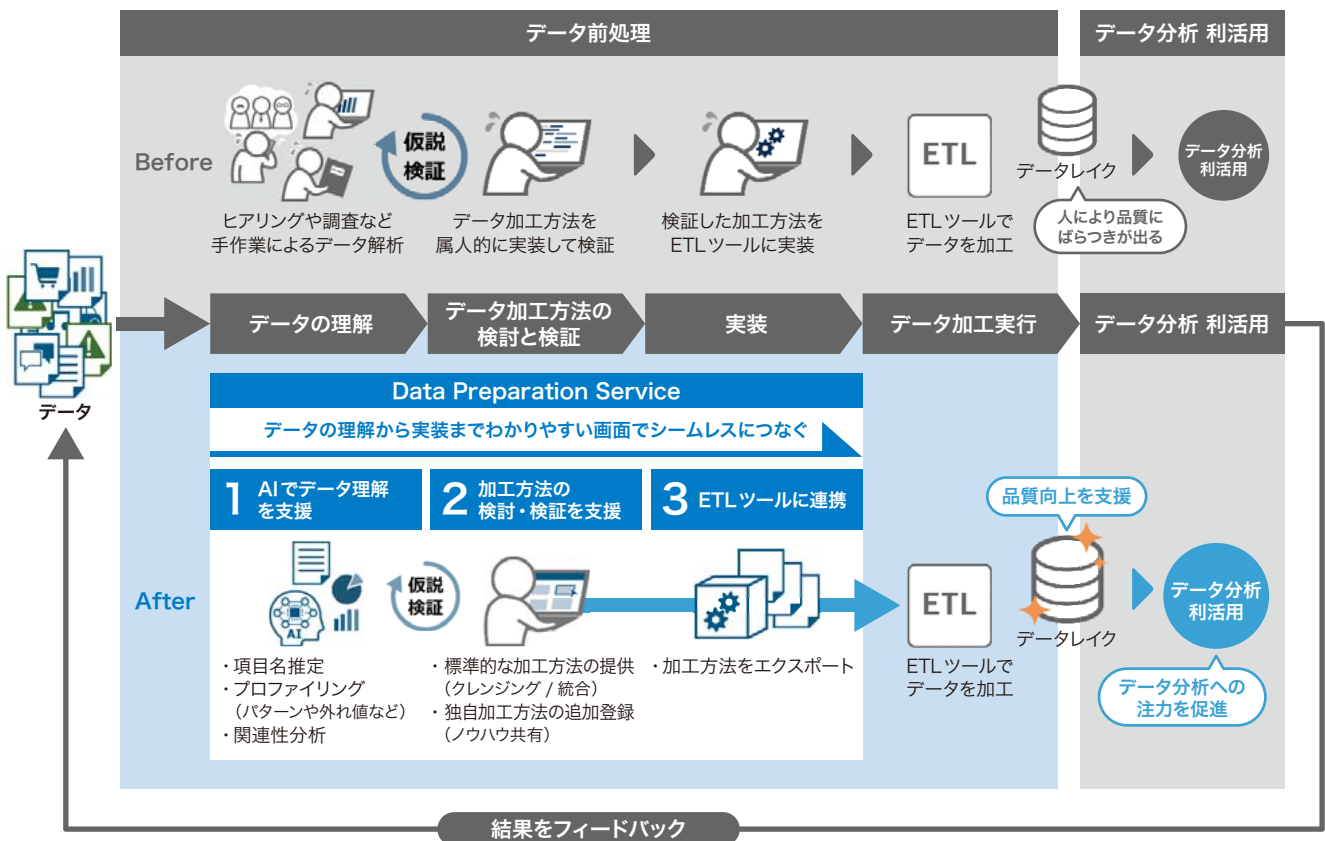 データ前処理
データ分析 利活用
Before
仮説
検証
ETL
データレイク
データ分析
利活用
ヒアリングや調査など
手作業によるデータ解析
データ加工方法を
属人的に実装して検証
検証した加工方法を
ETLツールに実装
ETLツールで
データを加工
人により品質に
ばらつきが出る
データ
データの理解
データ加工方法の
検討と検証
実装
データ加工実行
データ分析 利活用
Data Preparation Service
データの理解から実装までわかりやすい画面でシームレスにつなぐ
1 AIでデータ理解
を支援
2 加工方法の
検討・検証を支援
3 ETLツールに連携
品質向上を支援
After
AI
仮説
検証
ETL
データレイク
データ分析
利活用
・項目名推定
・プロファイリング
（パターンや外れ値など）
・関連性分析
・標準的な加工方法の提供
（クレンジング / 統合）
・独自加工方法の追加登録
（ノウハウ共有）
・加工方法をエクスポート
ETLツールで
データを加工
データ分析への
注力を促進
結果をフィードバック